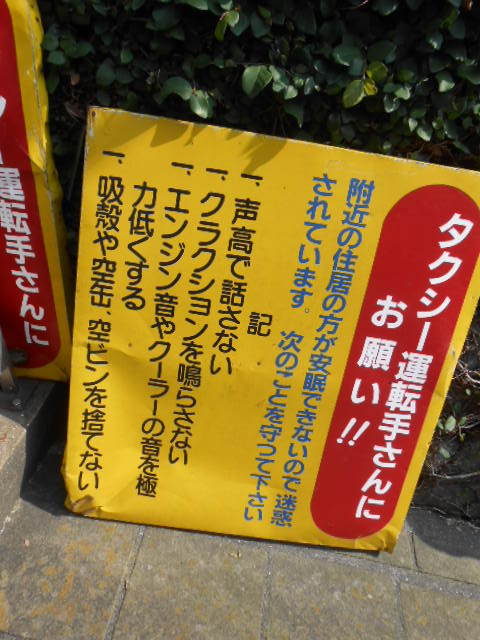 タクシー運転手さんに
お願い!!
附近の住居の方が安眠できないので迷惑
されています。次のことを守って下さい
記
一、声高で話さない
一、クラクションを鳴らさない
一、エンジン音やクーラーの音を極
力低くする
一、吸殻や空缶、空ビンを捨てない
シー運転手さんに